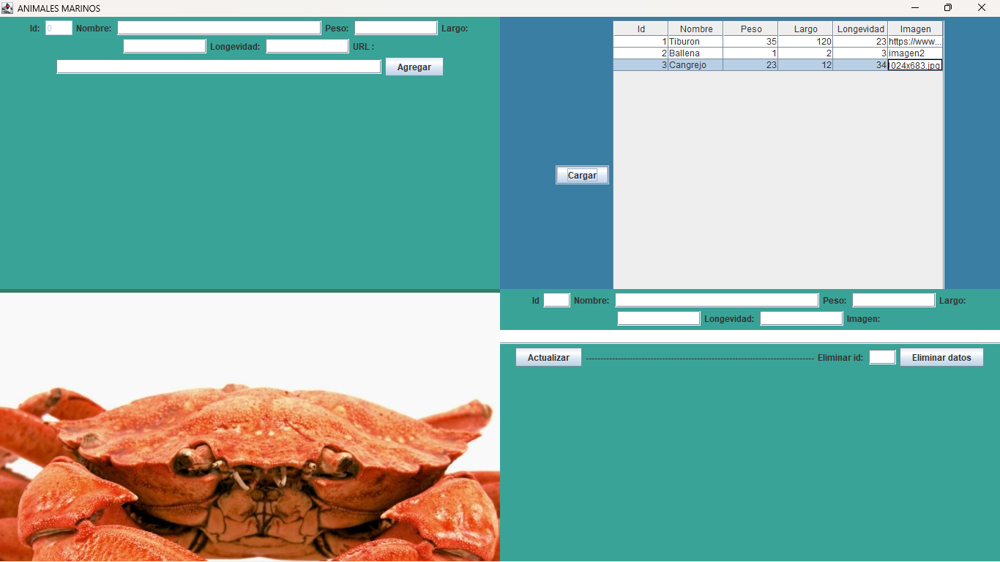 ANIMALES MARINOS
Id: 0 Nombre: Peso: Largo:
Longevidad: URL :
Agregar
Cargar
Id Nombre Peso Largo Longevidad Imagen
1 Tiburon 35 120 23 https://www...
2 Ballena 1 2 3 imagen2
3 Cangrejo 23 12 34 024x683.jpg
Id Nombre: Peso: Largo:
Longevidad: Imagen:
Actualizar Eliminar id: Eliminar datos